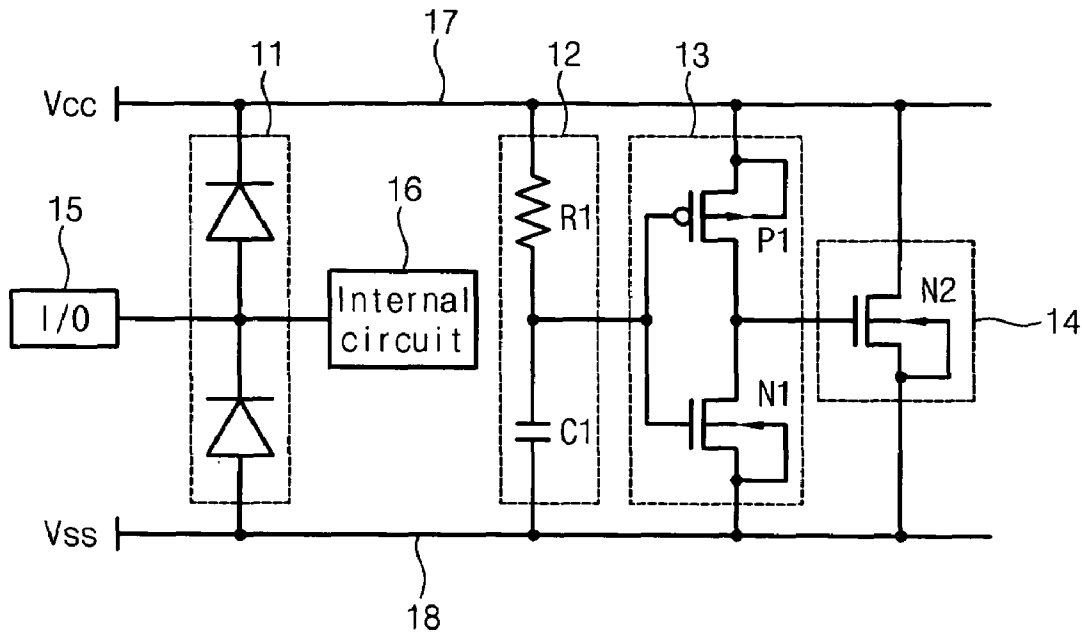 17
11
12
13
Vcc
15
16
R1
P1
I/O
Internal
circuit
N2
14
C1
N1
Vss
18